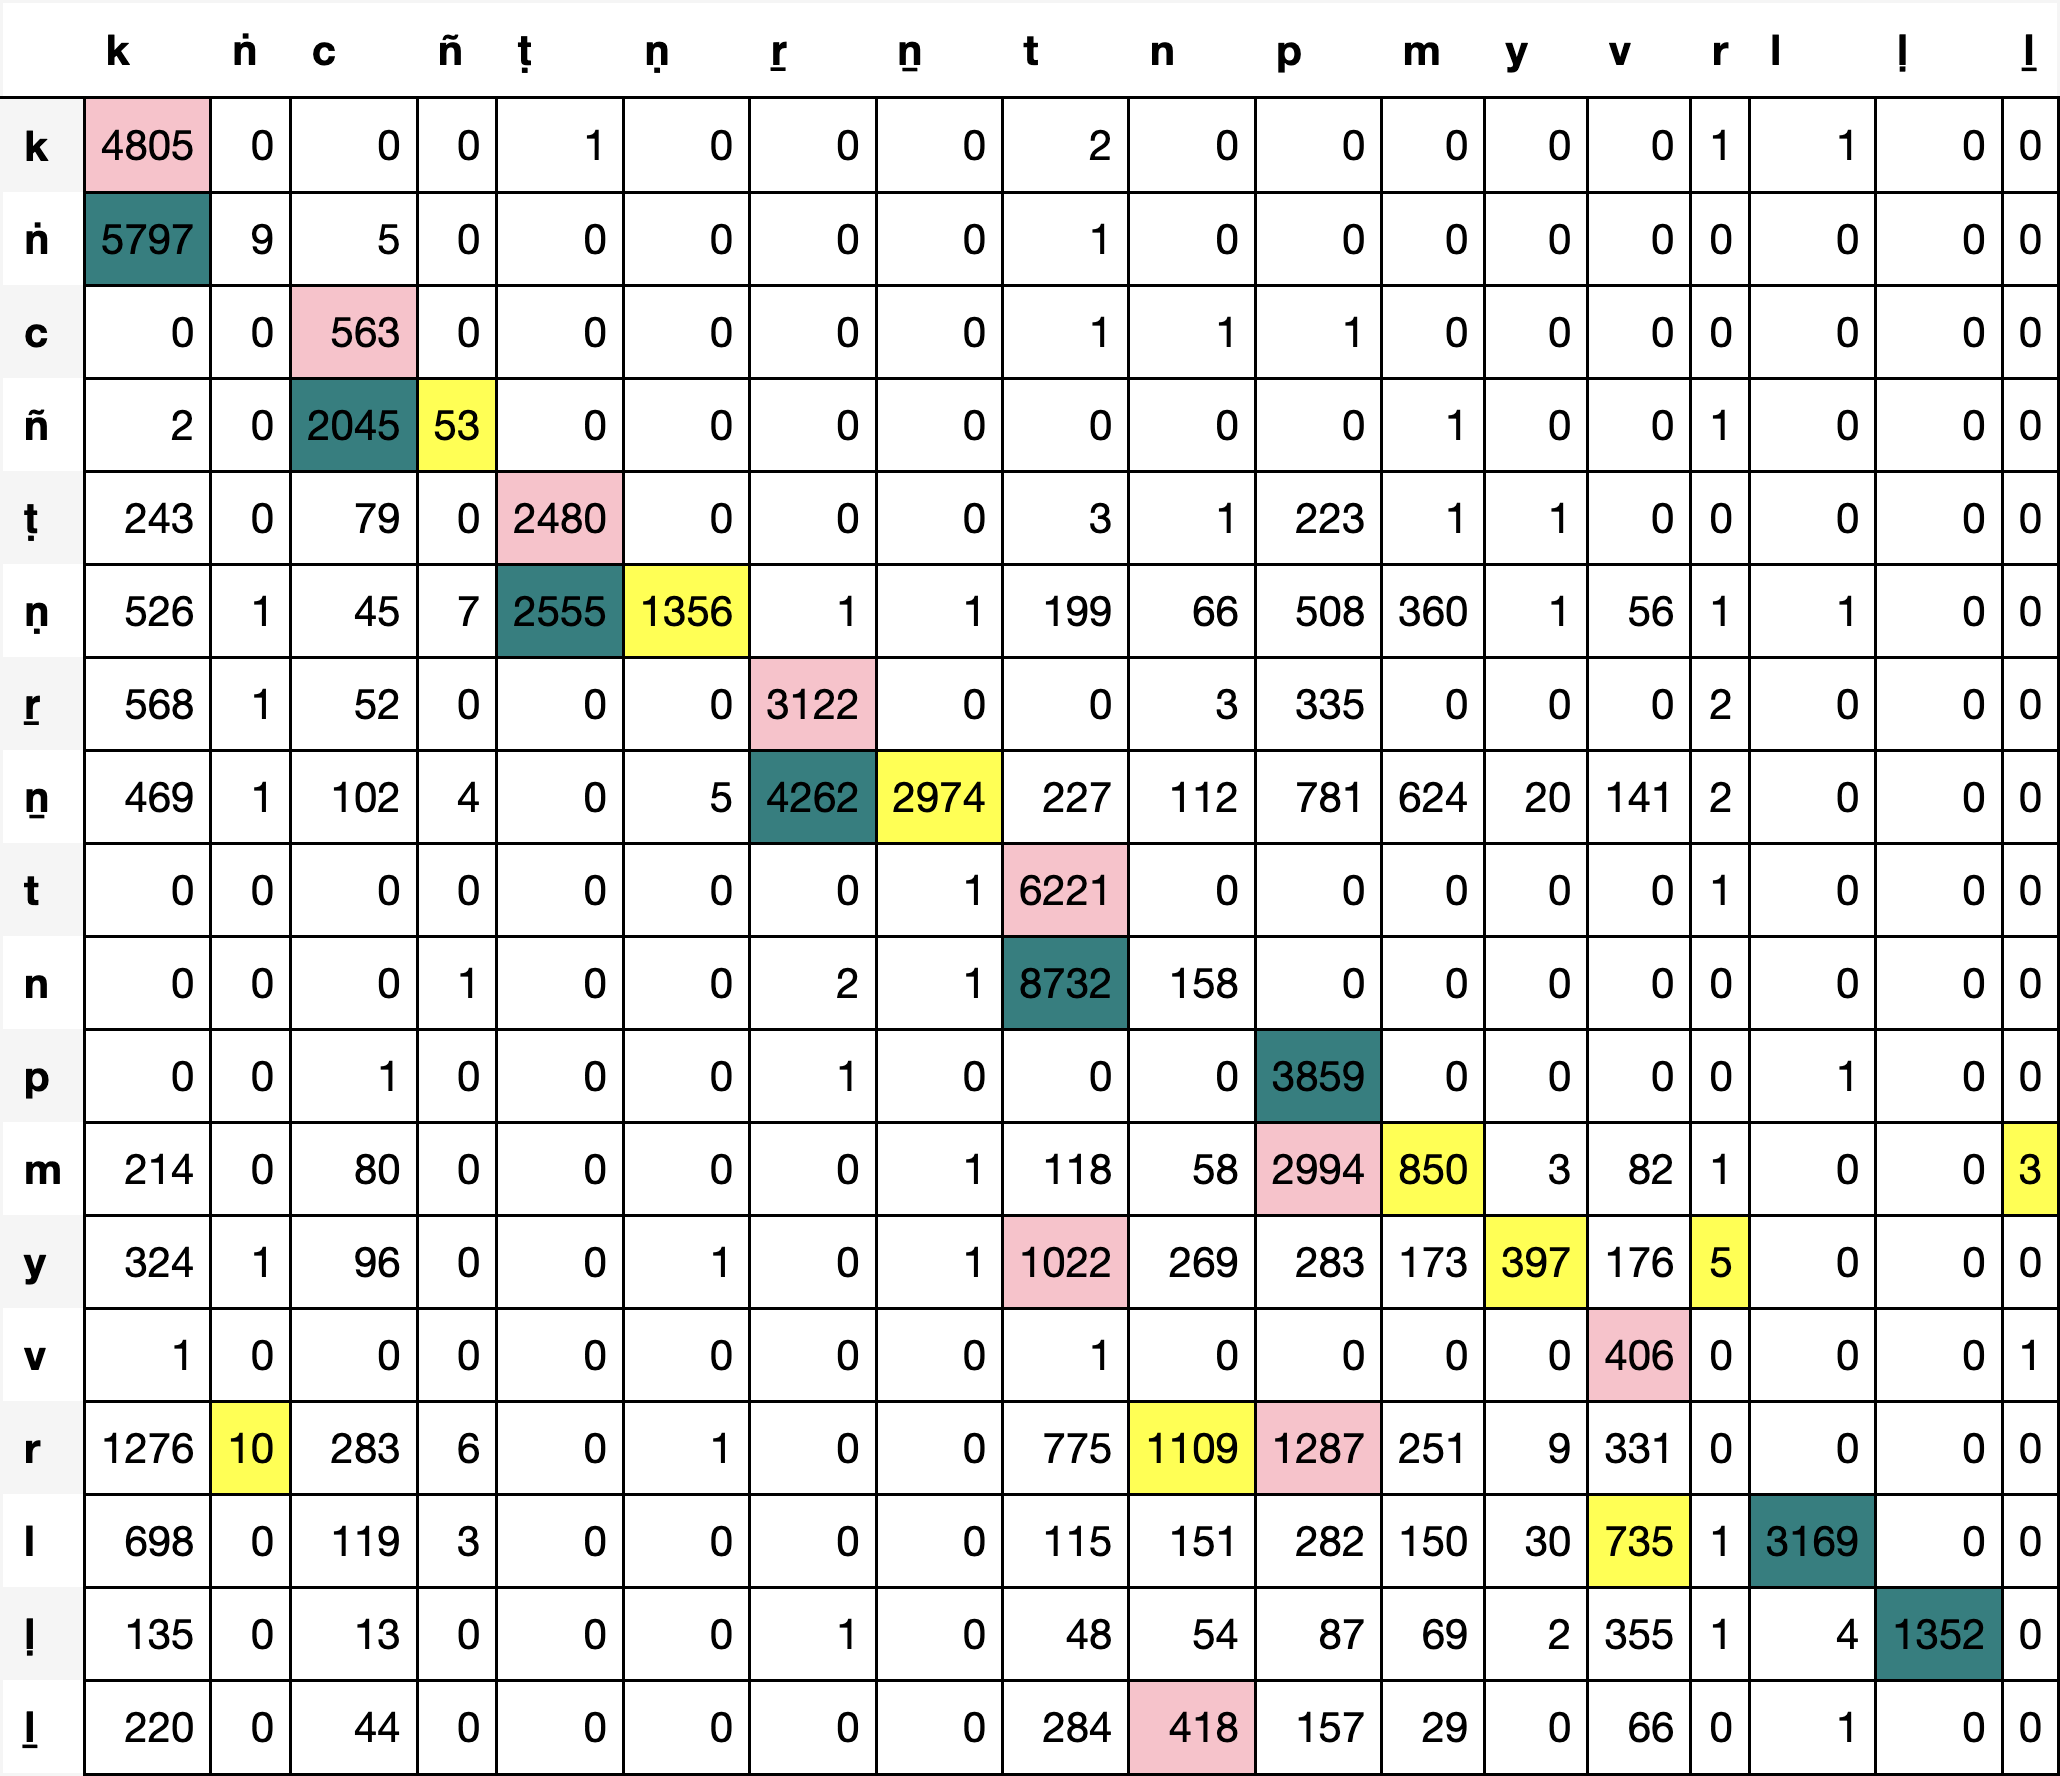 k ṅ c ñ ṭ ṇ ṟ ṉ t n p m y v r l ḷ ḻ
k 4805 0 0 0 1 0 0 0 2 0 0 0 0 0 1 1 0 0
ṅ 5797 9 5 0 0 0 0 0 1 0 0 0 0 0 0 0 0 0
c 0 0 563 0 0 0 0 0 1 1 1 0 0 0 0 0 0 0
ñ 2 0 2045 53 0 0 0 0 0 0 0 1 0 0 1 0 0 0
ṭ 243 0 79 0 2480 0 0 0 3 1 223 1 1 0 0 0 0 0
ṇ 526 1 45 7 2555 1356 1 1 199 66 508 360 1 56 1 1 0 0
ṟ 568 1 52 0 0 0 3122 0 0 3 335 0 0 0 2 0 0 0
ṉ 469 1 102 4 0 5 4262 2974 227 112 781 624 20 141 2 0 0 0
t 0 0 0 0 0 0 0 1 6221 0 0 0 0 0 1 0 0 0
n 0 0 0 1 0 0 2 1 8732 158 0 0 0 0 0 0 0 0
p 0 0 1 0 0 0 1 0 0 0 3859 0 0 0 0 1 0 0
m 214 0 80 0 0 0 0 1 118 58 2994 850 3 82 1 0 0 3
y 324 1 96 0 0 1 0 1 1022 269 283 173 397 176 5 0 0 0
v 1 0 0 0 0 0 0 0 1 0 0 0 0 406 0 0 0 1
r 1276 10 283 6 0 1 0 0 775 1109 1287 251 9 331 0 0 0 0
l 698 0 119 3 0 0 0 0 115 151 282 150 30 735 1 3169 0 0
ḷ 135 0 13 0 0 0 1 0 48 54 87 69 2 355 1 4 1352 0
ḻ 220 0 44 0 0 0 0 0 284 418 157 29 0 66 0 1 0 0